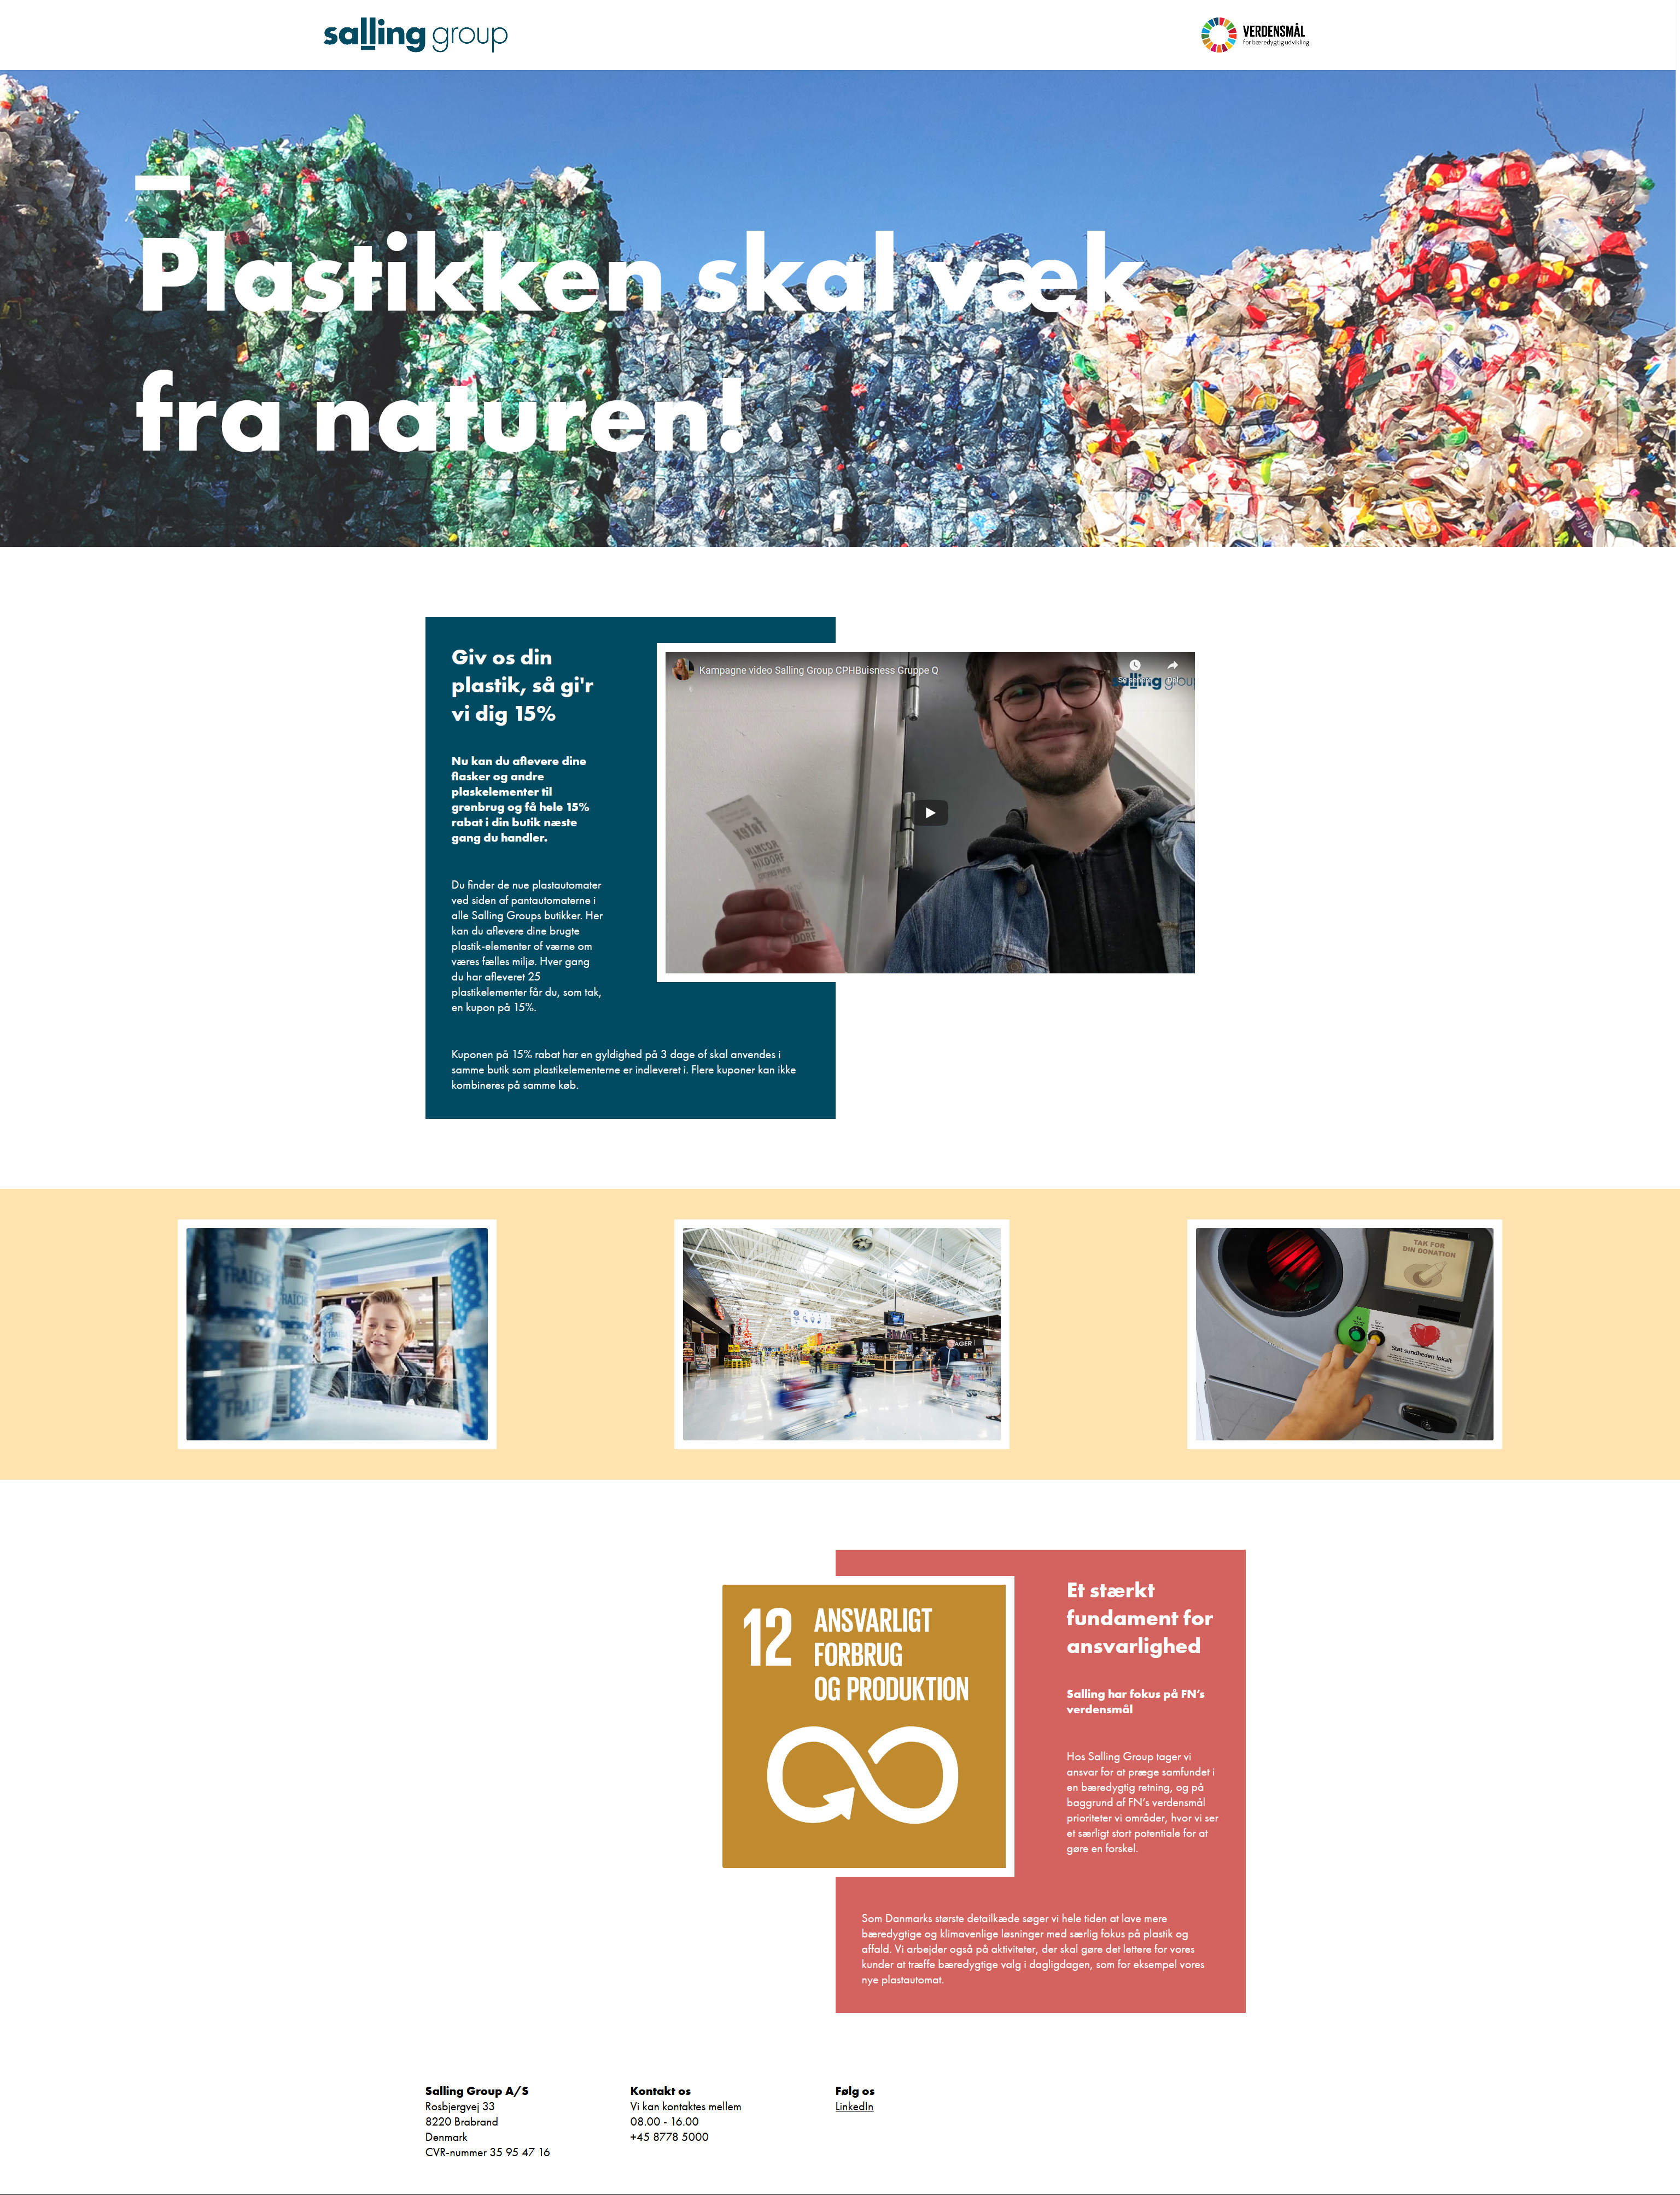 salling group
VERDENSMÅL
for bæredygtig udvikling
Plastikken skal væk
fra naturen!
Giv os din
plastik, så gi'r
vi dig 15%
Nu kan du aflevere dine
flasker og andre
plaskelementer til
grenbrug og få hele 15%
rabat i din butik næste
gang du handler.
Du finder de nue plastautomater
ved siden af pantautomaterne i
alle Salling Groups butikker. Her
kan du aflevere dine brugte
plastik-elementer of værne om
væres fælles miljø. Hver gang
du har afleveret 25
plastikelementer får du, som tak,
en kupon på 15%.
Kuponen på 15% rabat har en gyldighed på 3 dage of skal anvendes i
samme butik som plastikelementerne er indleveret i. Flere kuponer kan ikke
kombineres på samme køb.
Kampagne video Salling Group CPHBuisness Gruppe Q
salling group
WINCOR
NIXDORF
FRAICHE
TAK FOR
DIN DONATION
Støt sundheden lokalt
12 ANSVARLIGT
FORBRUG
OG PRODUKTION
Et stærkt
fundament for
ansvarlighed
Salling har fokus på FN's
verdensmål
Hos Salling Group tager vi
ansvar for at præge samfundet i
en bæredygtig retning, og på
baggrund af FN's verdensmål
prioriteter vi områder, hvor vi ser
et særligt stort potentiale for at
gøre en forskel.
Som Danmarks største detailkæde søger vi hele tiden at lave mere
bæredygtige og klimavenlige løsninger med særlig fokus på plastik og
affald. Vi arbejder også på aktiviteter, der skal gøre det lettere for vores
kunder at træffe bæredygtige valg i dagligdagen, som for eksempel vores
nye plastautomat.
Salling Group A/S
Rosbjergvej 33
8220 Brabrand
Denmark
CVR-nummer 35 95 47 16
Kontakt os
Vi kan kontaktes mellem
08.00 - 16.00
+45 8778 5000
Følg os
LinkedIn